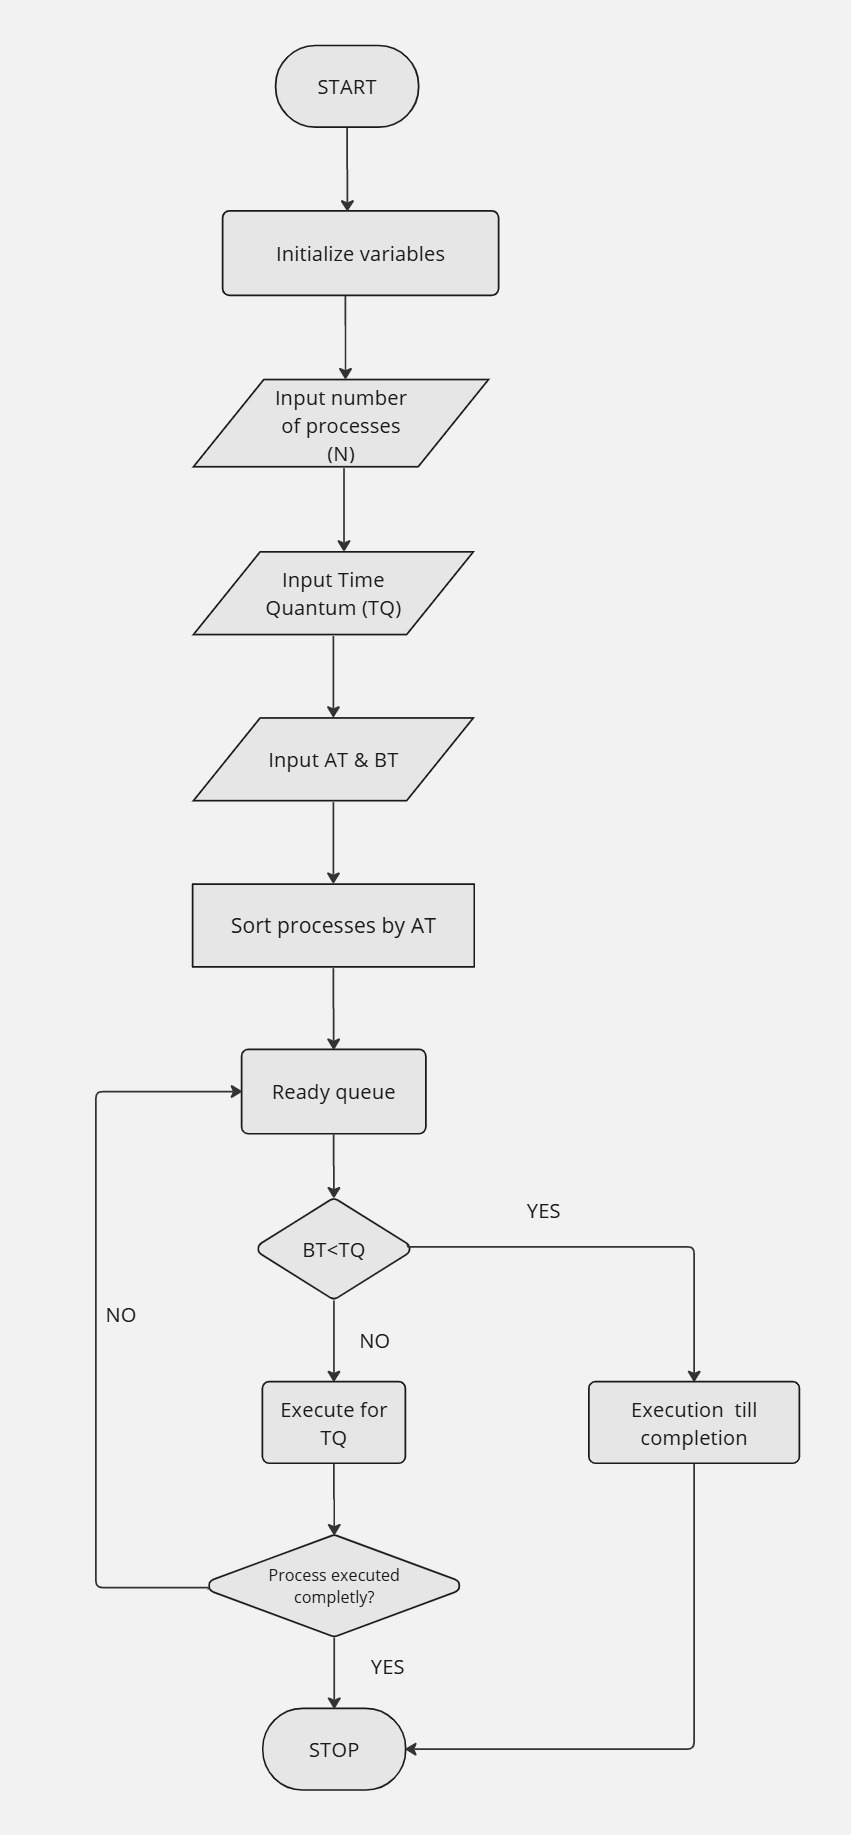 START
Initialize variables
Input number
of processes
(N)
Input Time
Quantum (TQ)
Input AT & BT
Sort processes by AT
Ready queue
YES
BT<TQ
NO
NO
Execute for
TQ
Execution  till
completion
Process executed
completly?
YES
STOP